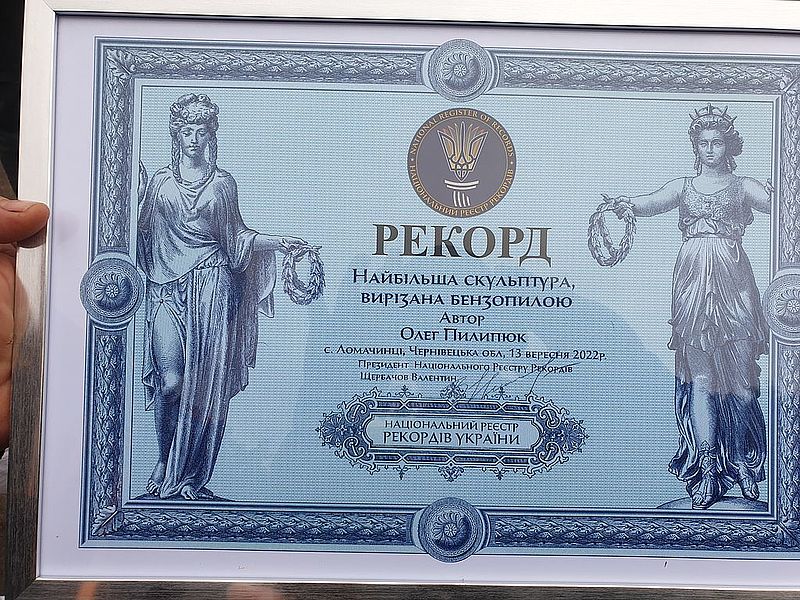 NATIONAL REGISTER OF RECORDS
НАЦІОНАЛЬНИЙ РЕЄСТР РЕКОРДІВ
РЕКОРД
Найбільша скульптура,
вирізана бензопилою
Автор
Олег Пилипюк
с. Ломачинці, Чернівецька обл, 13 вересня 2022р.
Президент Національного Реєстру Рекордів
Щербачов Валентин
НАЦІОНАЛЬНИЙ РЕЄСТР
РЕКОРДІВ УКРАЇНИ